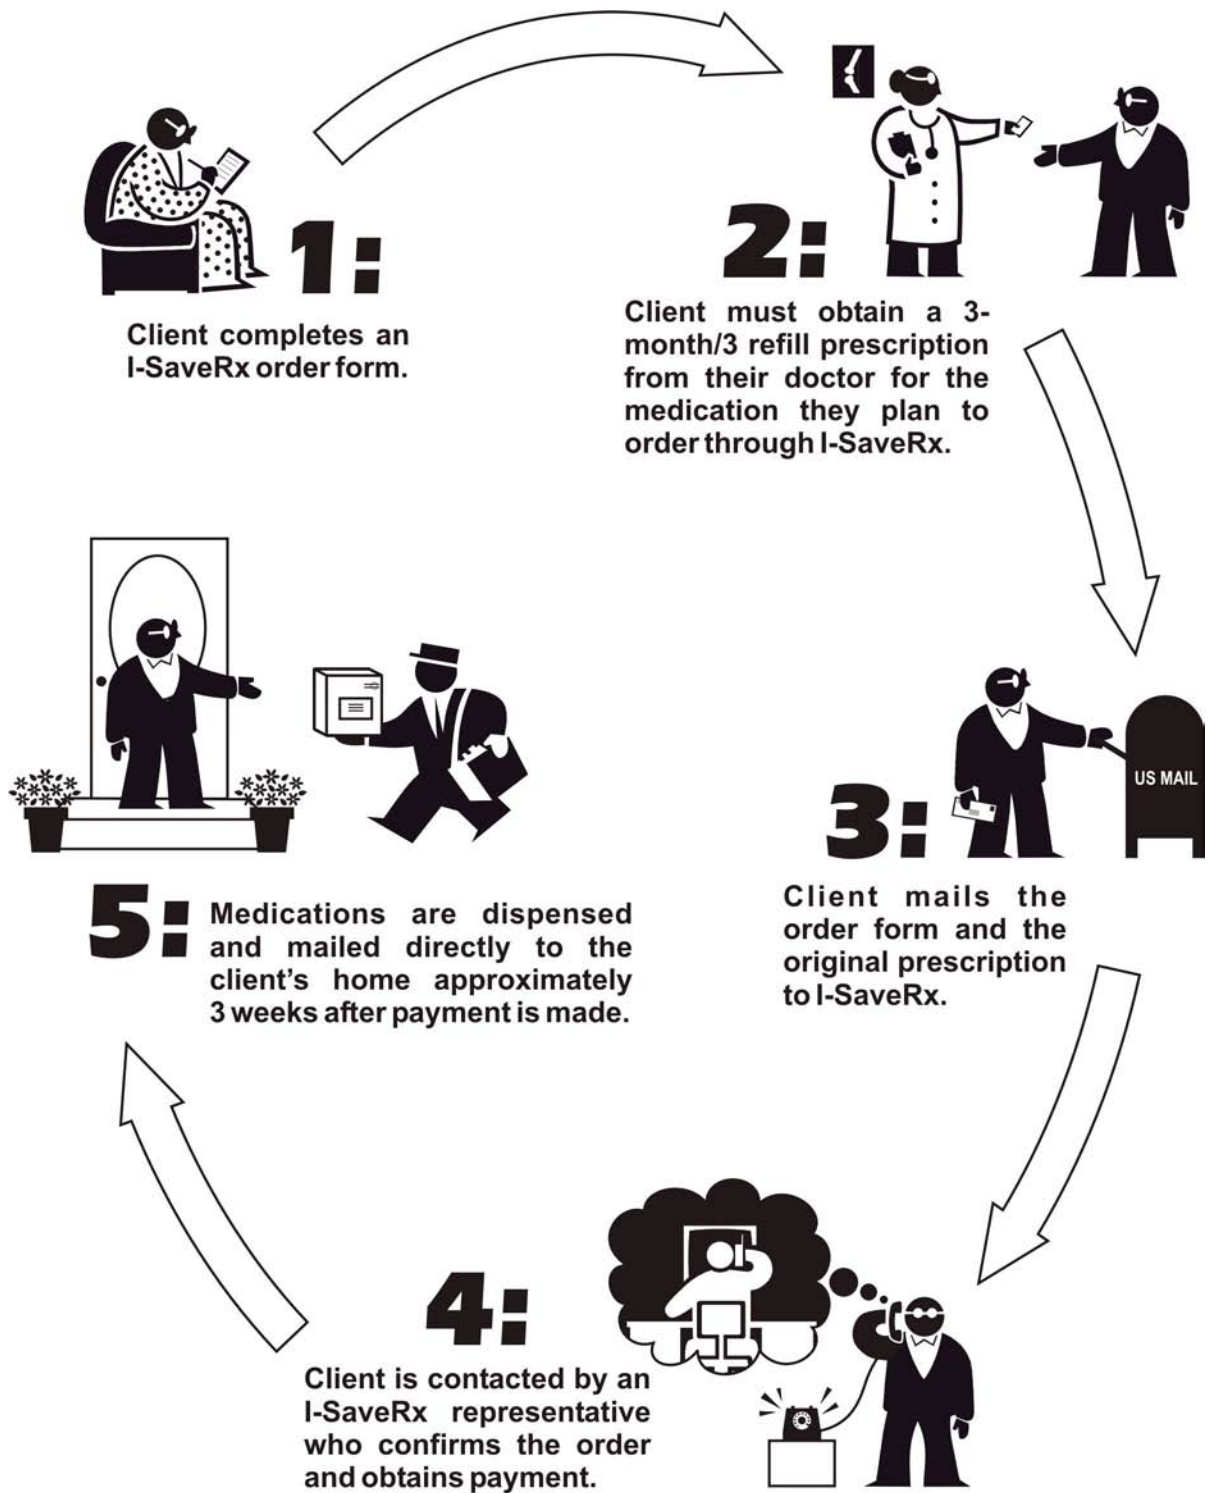 1:
Client completes an
I-SaveRx order form.
2:
Client must obtain a 3-
month/3 refill prescription
from their doctor for the
medication they plan to
order through I-SaveRx.
US MAIL
3:
Client mails the
order form and the
original prescription
to I-SaveRx.
4:
Client is contacted by an
I-SaveRx representative
who confirms the order
and obtains payment.
5:
Medications are dispensed
and mailed directly to the
client's home approximately
3 weeks after payment is made.